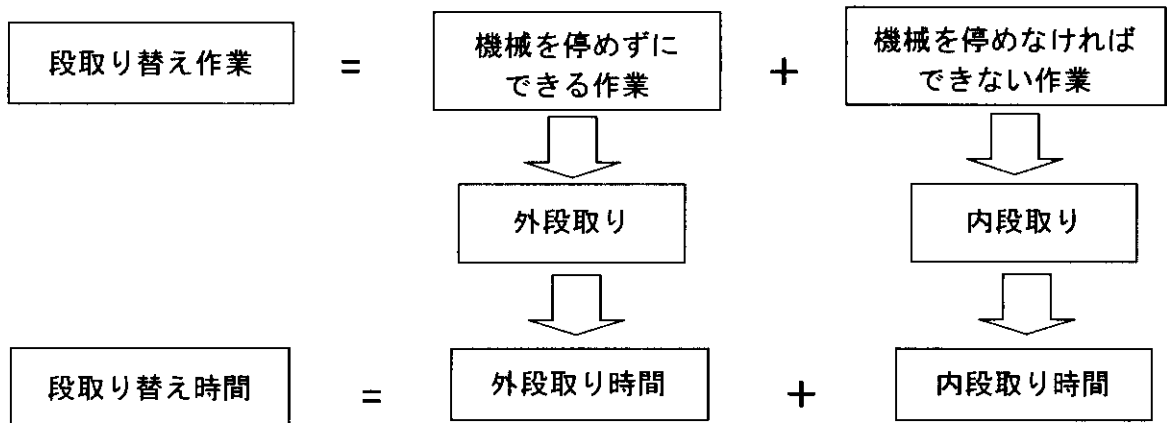 段取り替え作業 = 機械を停めずに
できる作業 + 機械を停めなければ
できない作業
外段取り 内段取り
段取り替え時間 = 外段取り時間 + 内段取り時間